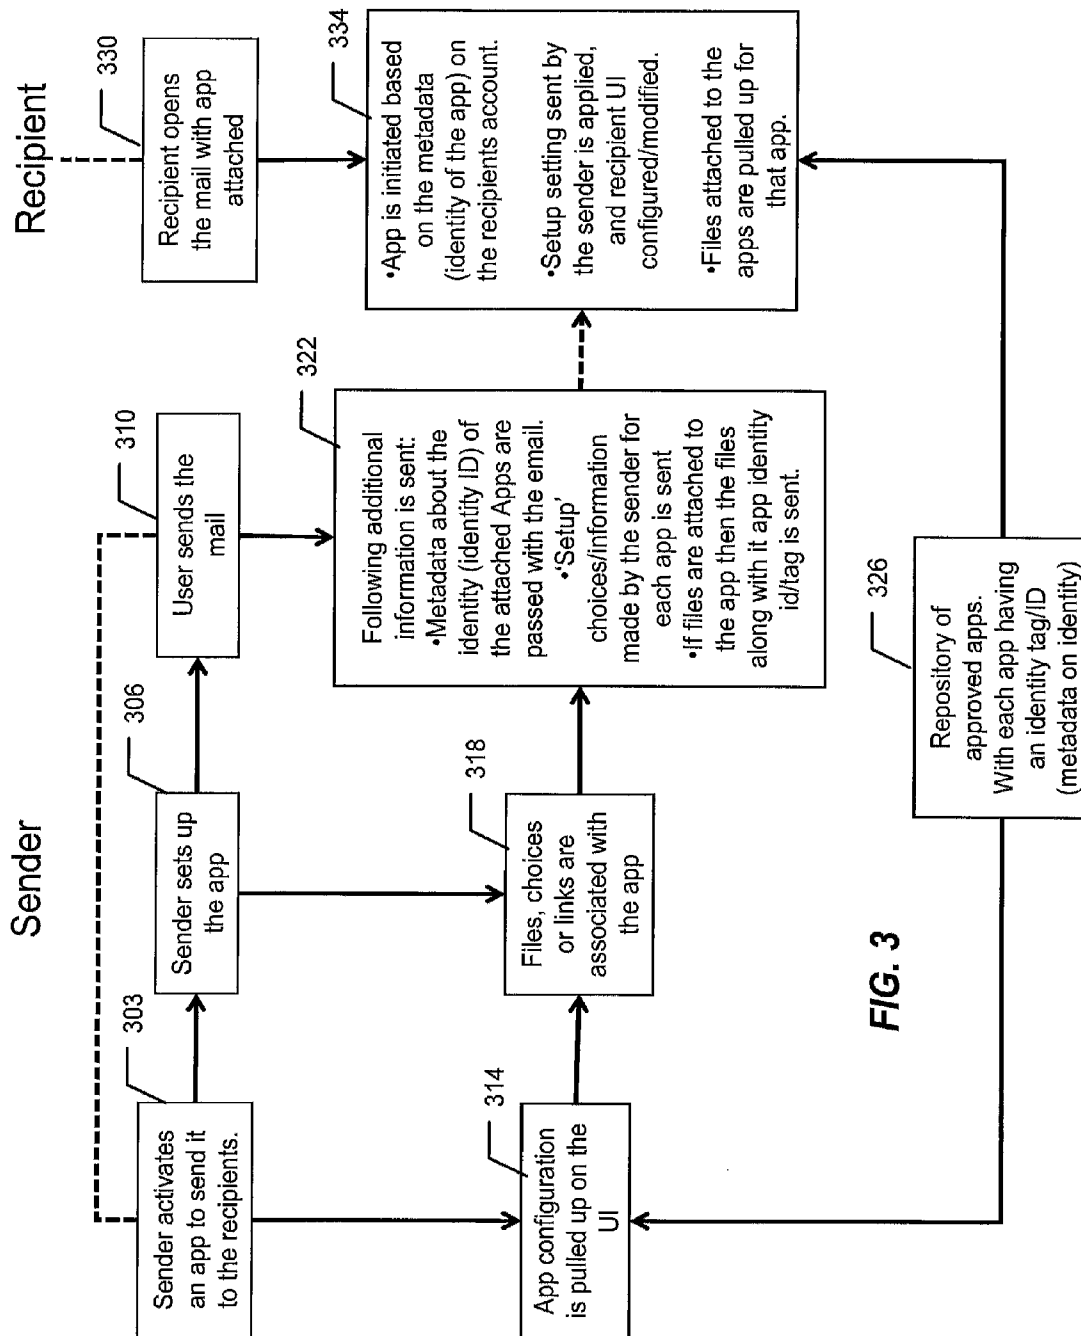 Sender
Recipient
303
Sender activates
an app to send it
to the recipients.
306
Sender sets up
the app
310
User sends the
mail
330
Recipient opens
the mail with app
attached
314
App configuration
is pulled up on the
UI
318
Files, choices
or links are
associated with
the app
322
Following additional
information is sent:
•Metadata about the
identity (identity ID) of
the attached Apps are
passed with the email.
•‘Setup’
choices/information
made by the sender for
each app is sent
•If files are attached to
the app then the files
along with it app identity
id/tag is sent.
334
•App is initiated based
on the metadata
(identity of the app) on
the recipients account.
•Setup setting sent by
the sender is applied,
and recipient UI
configured/modified.
•Files attached to the
apps are pulled up for
that app.
326
Repository of
approved apps.
With each app having
an identity tag/ID
(metadata on identity)
FIG. 3